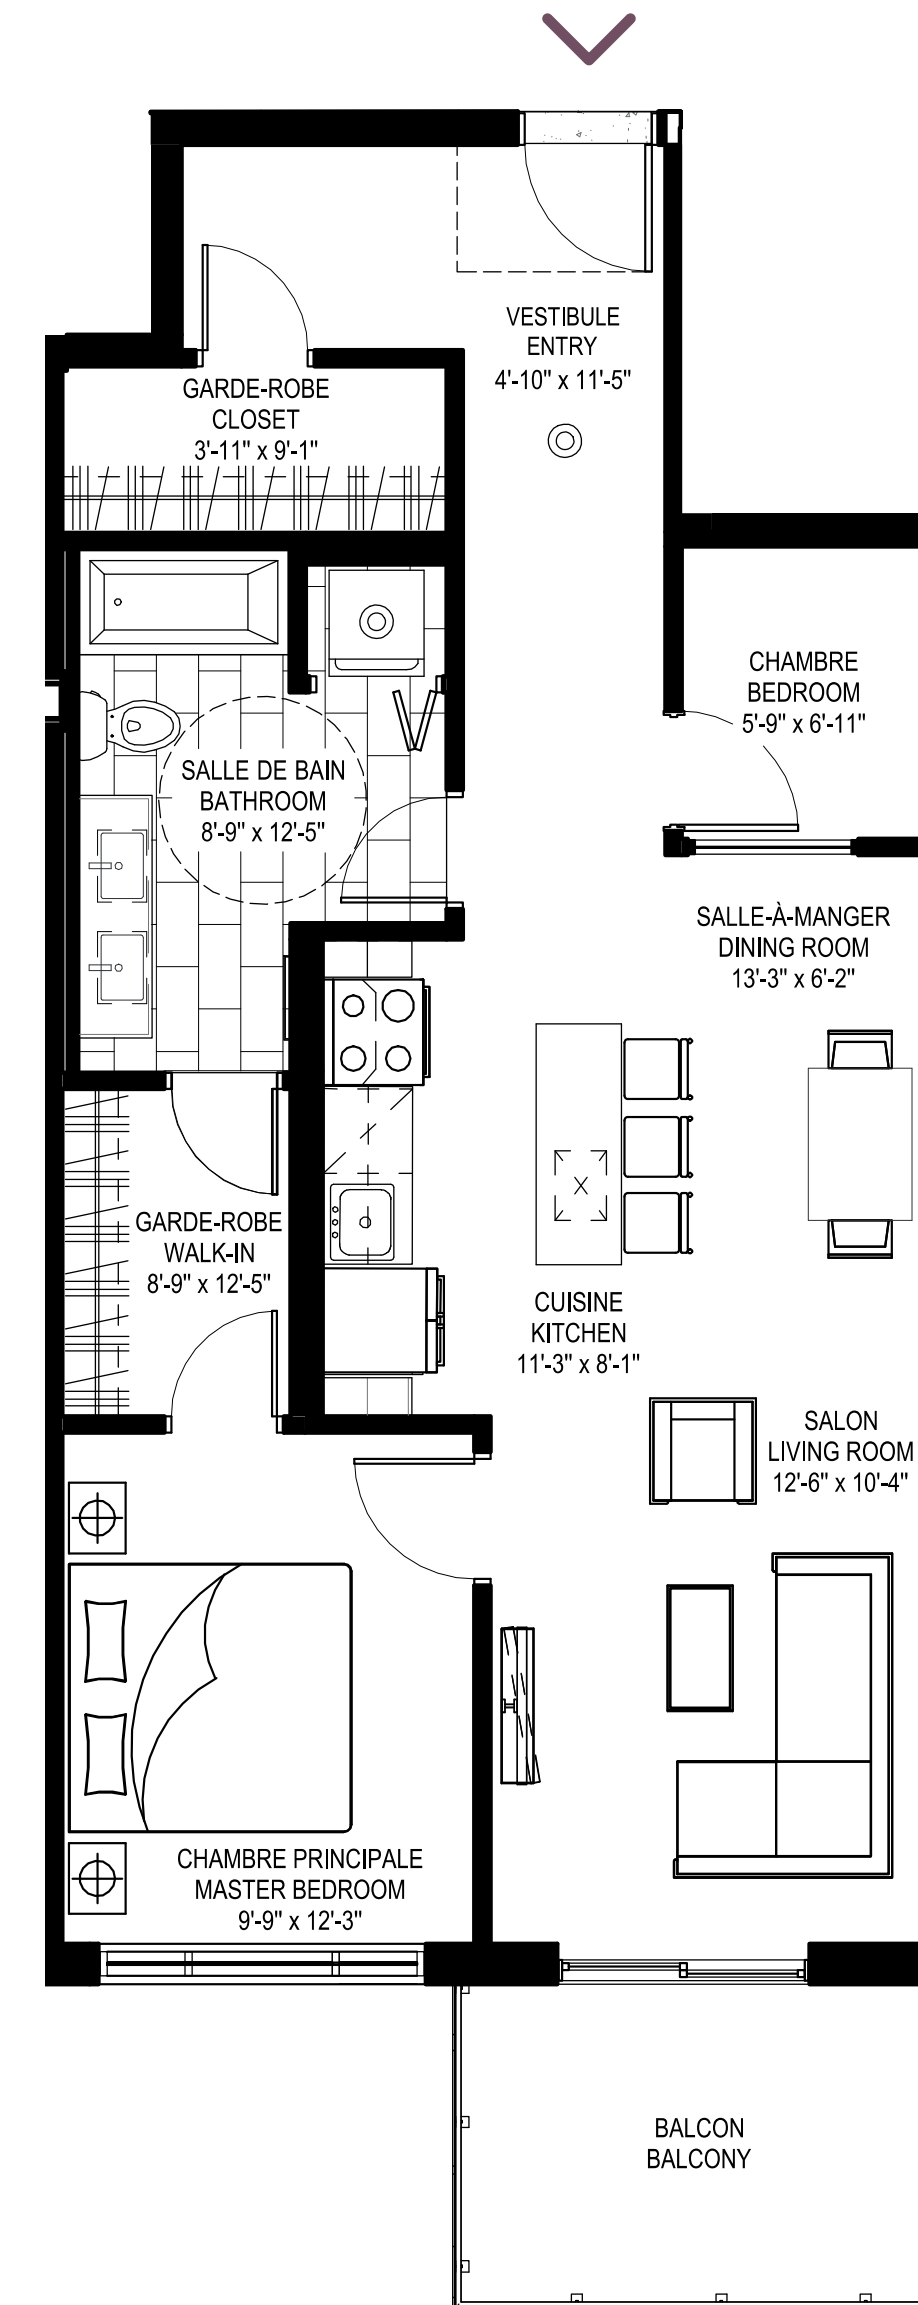 VESTIBULE
ENTRY
4'-10" x 11'-5"
GARDE-ROBE
CLOSET
3'-11" x 9'-1"
CHAMBRE
BEDROOM
5'-9" x 6'-11"
SALLE DE BAIN
BATHROOM
8'-9" x 12'-5"
SALLE-À-MANGER
DINING ROOM
13'-3" x 6'-2"
GARDE-ROBE
WALK-IN
8'-9" x 12'-5"
CUISINE
KITCHEN
11'-3" x 8'-1"
SALON
LIVING ROOM
12'-6" x 10'-4"
CHAMBRE PRINCIPALE
MASTER BEDROOM
9'-9" x 12'-3"
BALCON
BALCONY